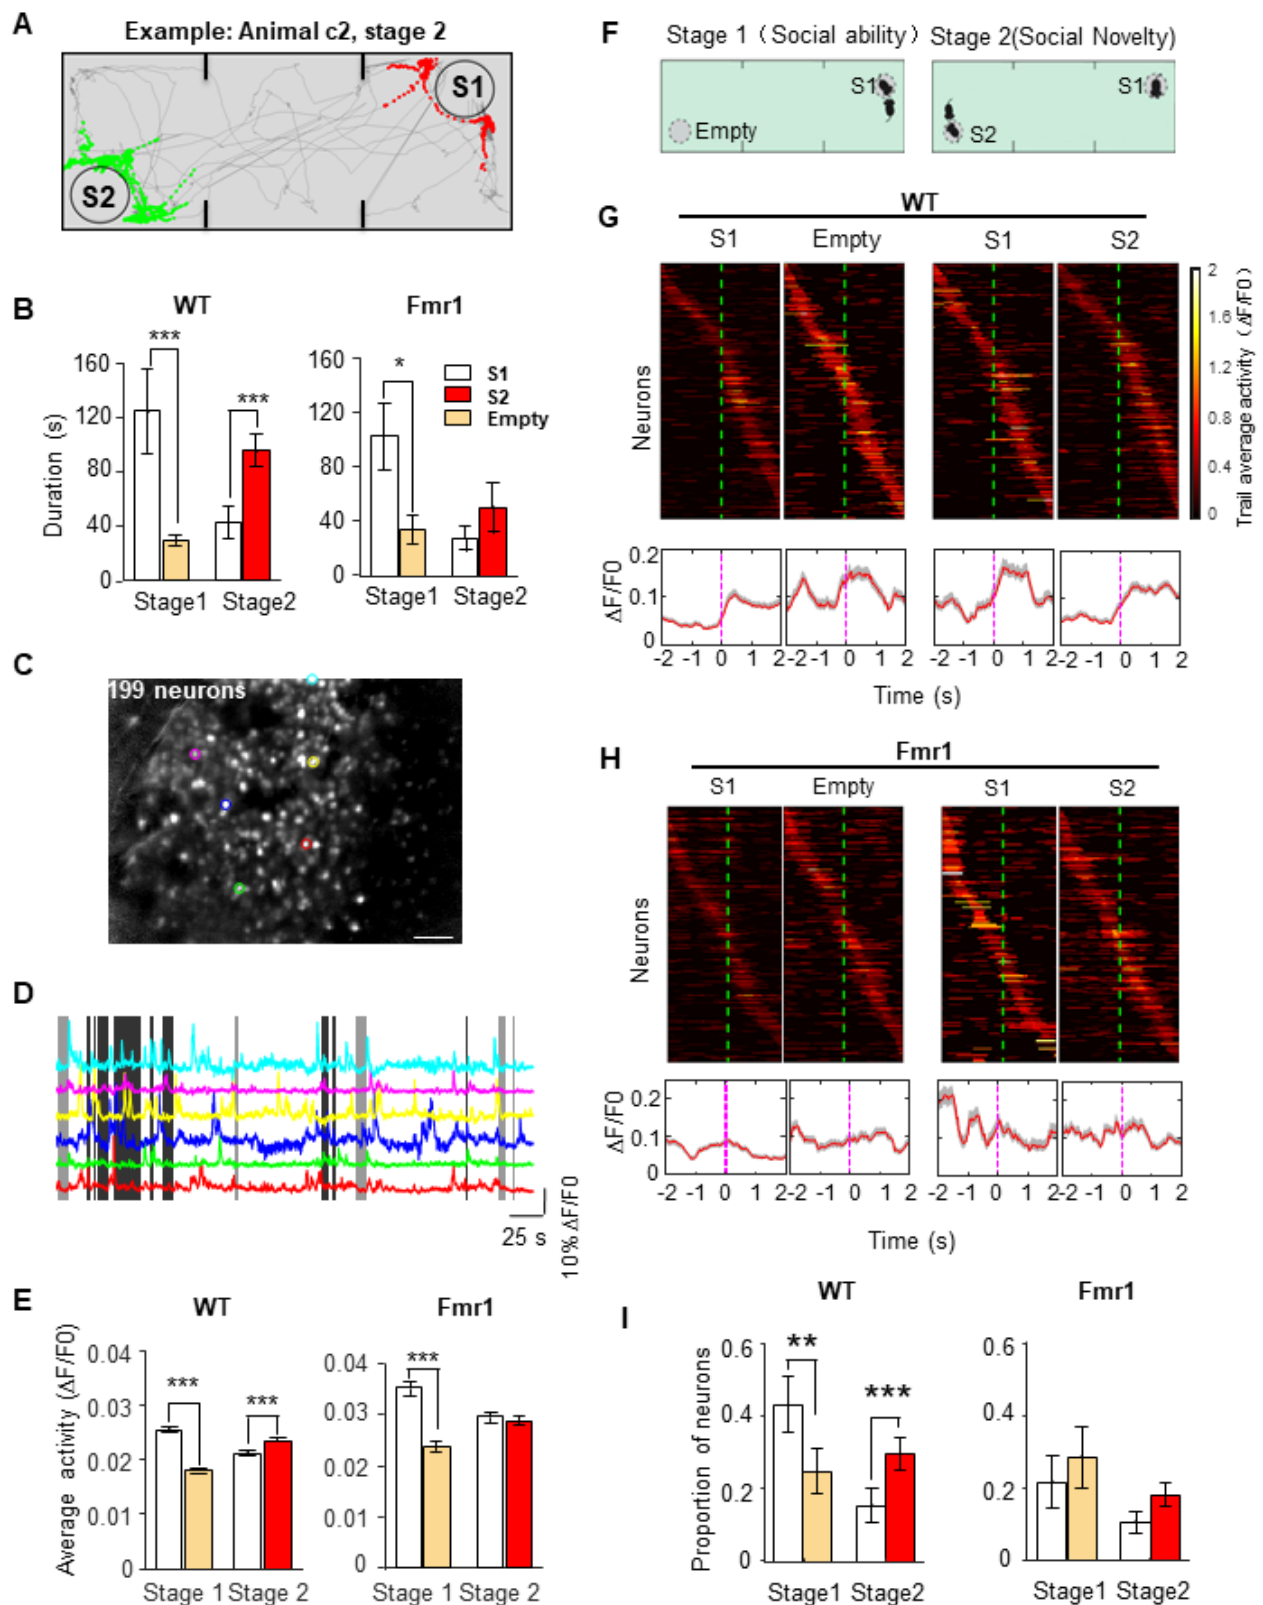 A
Example: Animal c2, stage 2
S1
S2
B
WT
Fmr1
Duration (s)
160
120
80
40
0
***
***
Stage1
Stage2
160
120
80
40
0
*
S1
S2
Empty
Stage1
Stage2
C
199 neurons
D
25 s
10% ΔF/F0
E
WT
Fmr1
Average activity (ΔF/F0)
0.04
0.03
0.02
0.01
0
***
***
Stage 1 Stage 2
0.04
0.03
0.02
0.01
0
***
Stage 1 Stage 2
F
Stage 1 (Social ability) Stage 2(Social Novelty)
S1
Empty
S1
S2
G
WT
S1 Empty S1 S2
Neurons
2
1.6
1.2
0.8
0.4
0
Trail average activity (ΔF/F0)
ΔF/F0
0.2
0.1
0
-2 -1 0 1 2-2 0 2 -2 -1 0 1 2-2 0 2
Time (s)
H
Fmr1
S1 Empty S1 S2
Neurons
ΔF/F0
0.2
0.1
0
-2 -1 0 1 2-2 0 2 -2 -1 0 1 2-2 0 2
Time (s)
I
WT
Fmr1
Proportion of neurons
0.6
0.4
0.2
0
**
***
Stage1 Stage2
0.6
0.4
0.2
0
Stage1 Stage2